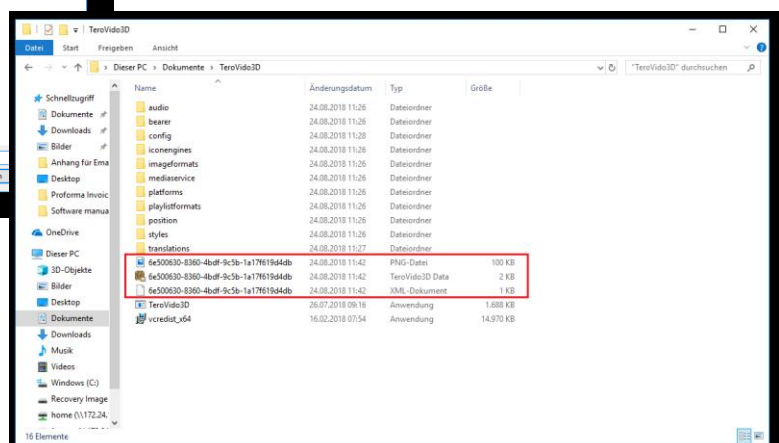 TeroVido3D
Datei Start Freigeben Ansicht
Dieser PC > Dokumente > TeroVido3D
"TeroVido3D" durchsuchen
Name Änderungsdatum Typ Größe
Schnellzugriff
Dokumente
Downloads
Bilder
Anhang für Ema
Desktop
Proforma Invoic
Software manua
OneDrive
Dieser PC
3D-Objekte
Bilder
Desktop
Dokumente
Downloads
Musik
Videos
Windows (C:)
Recovery Image
home (\\172.24.
audio 24.08.2018 11:26 Dateiordner
bearer 24.08.2018 11:26 Dateiordner
config 24.08.2018 11:28 Dateiordner
iconengines 24.08.2018 11:26 Dateiordner
imageformats 24.08.2018 11:26 Dateiordner
mediaservice 24.08.2018 11:26 Dateiordner
platforms 24.08.2018 11:26 Dateiordner
playlistformats 24.08.2018 11:26 Dateiordner
position 24.08.2018 11:26 Dateiordner
styles 24.08.2018 11:26 Dateiordner
translations 24.08.2018 11:27 Dateiordner
6e500630-8360-4bdf-9c5b-1a17f619d4db 24.08.2018 11:42 PNG-Datei 100 KB
6e500630-8360-4bdf-9c5b-1a17f619d4db 24.08.2018 11:42 TeroVido3D Data 2 KB
6e500630-8360-4bdf-9c5b-1a17f619d4db 24.08.2018 11:42 XML-Dokument 1 KB
TeroVido3D 26.07.2018 09:16 Anwendung 1.688 KB
vcredist_x64 16.02.2018 07:54 Anwendung 14.970 KB
16 Elemente